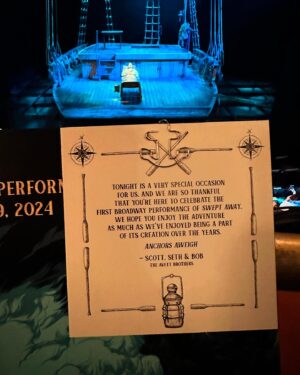 PERFORM
9, 2024
TONIGHT IS A VERY SPECIAL OCCASION
FOR US, AND WE ARE SO THANKFUL
THAT YOU'RE HERE TO CELEBRATE THE
FIRST BROADWAY PERFORMANCE OF SWEPT AWAY.
WE HOPE YOU ENJOY THE ADVENTURE
AS MUCH AS WE'VE ENJOYED BEING A PART
OF ITS CREATION OVER THE YEARS.
ANCHORS AWEIGH
– SCOTT, SETH & BOB
THE AVETT BROTHERS